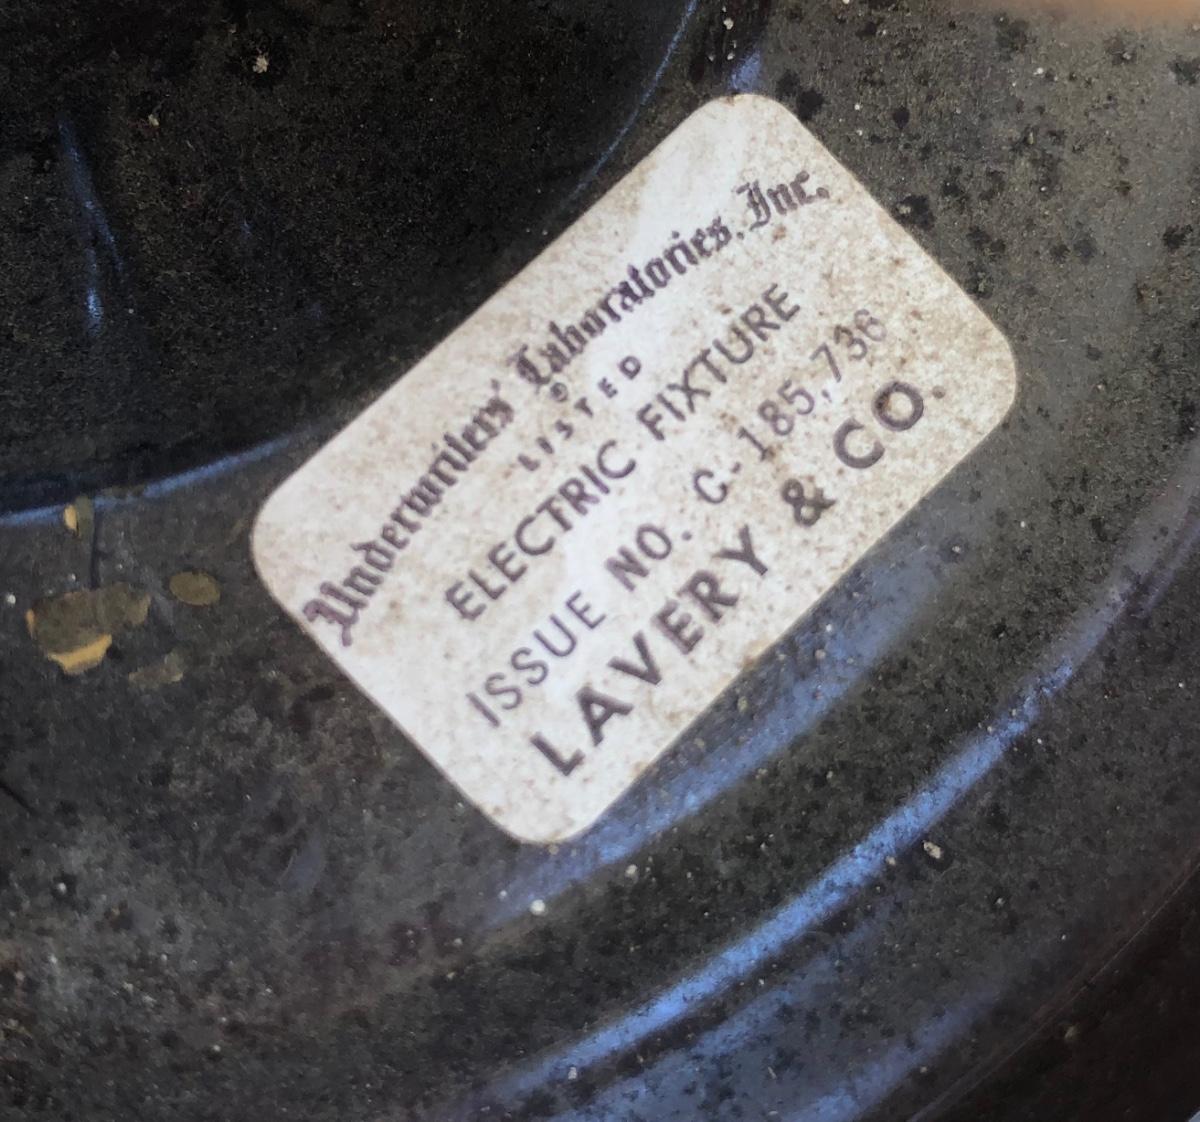 Underwriters' Laboratories, Inc.
®
LISTED
ELECTRIC FIXTURE
ISSUE NO. C-185,736
LAVERY & CO.